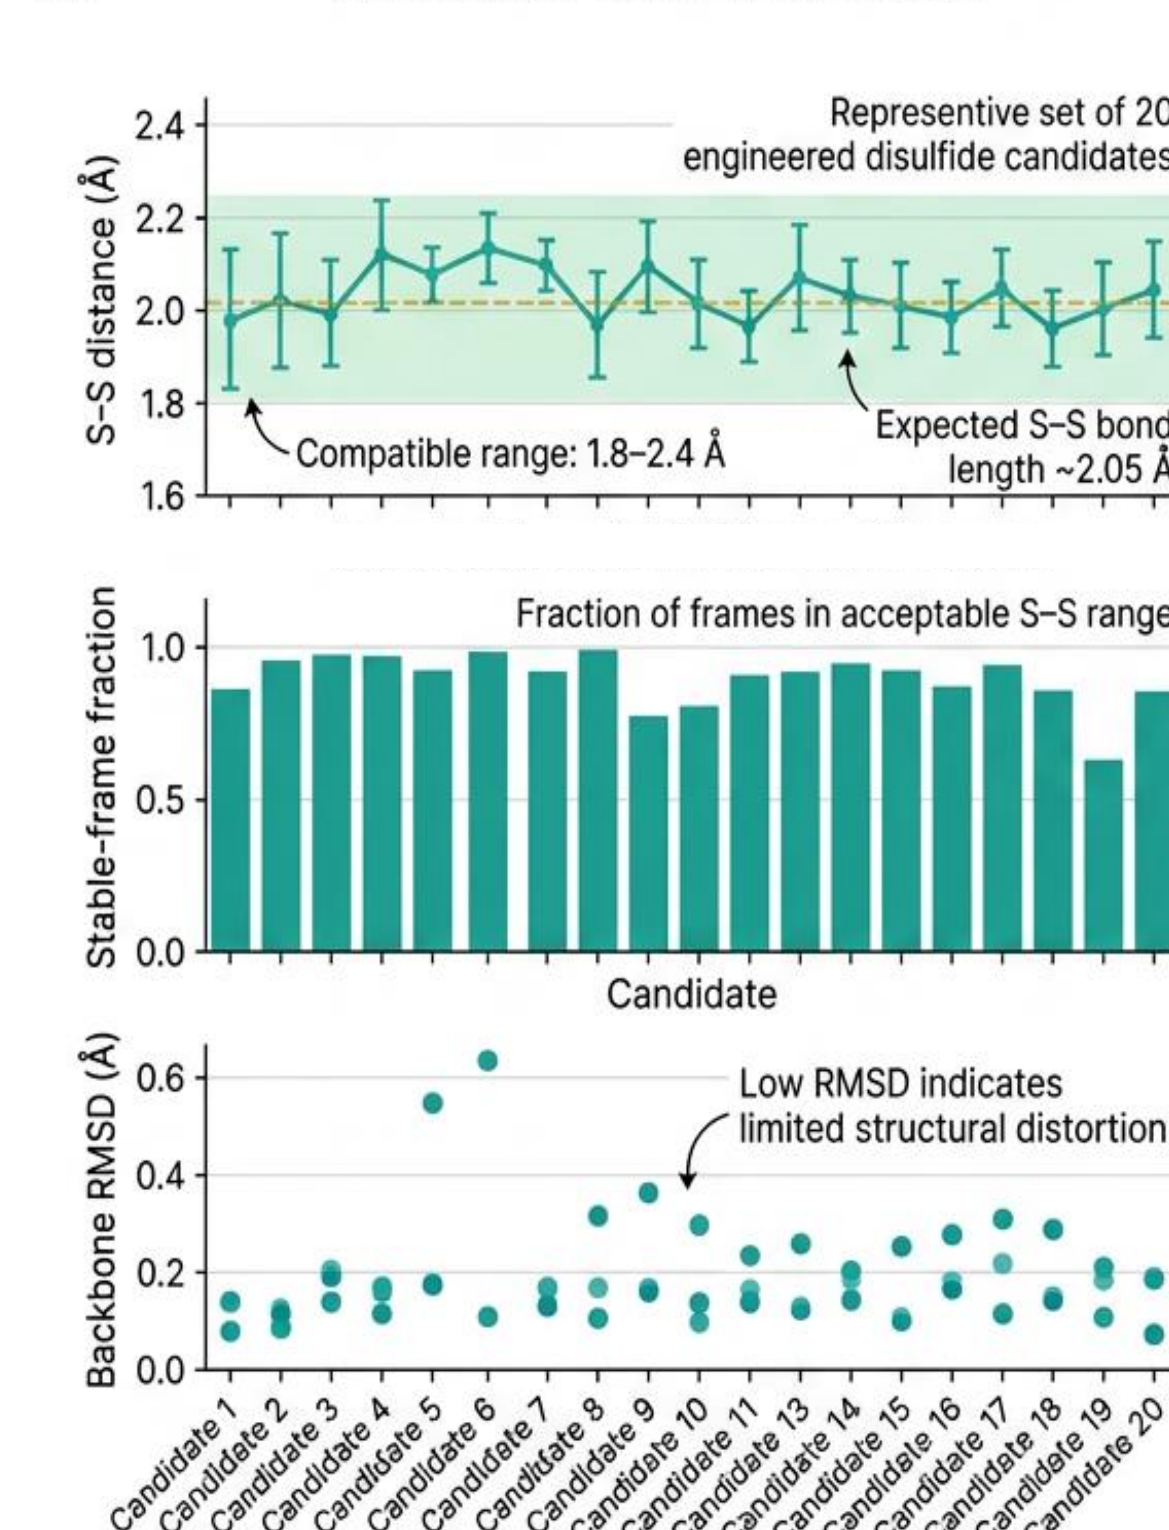 Representive set of 20
engineered disulfide candidates
2.4
2.2
2.0
1.8
1.6
S–S distance (Å)
Compatible range: 1.8–2.4 Å
Expected S–S bond
length ~2.05 Å
Fraction of frames in acceptable S–S range
1.0
0.5
0.0
Stable-frame fraction
Candidate
0.6
0.4
0.2
0.0
Backbone RMSD (Å)
Low RMSD indicates
limited structural distortion
Candidate 1
Candidate 2
Candidate 3
Candidate 4
Candidate 5
Candidate 6
Candidate 7
Candidate 8
Candidate 9
Candidate 10
Candidate 11
Candidate 13
Candidate 14
Candidate 15
Candidate 16
Candidate 17
Candidate 18
Candidate 19
Candidate 20